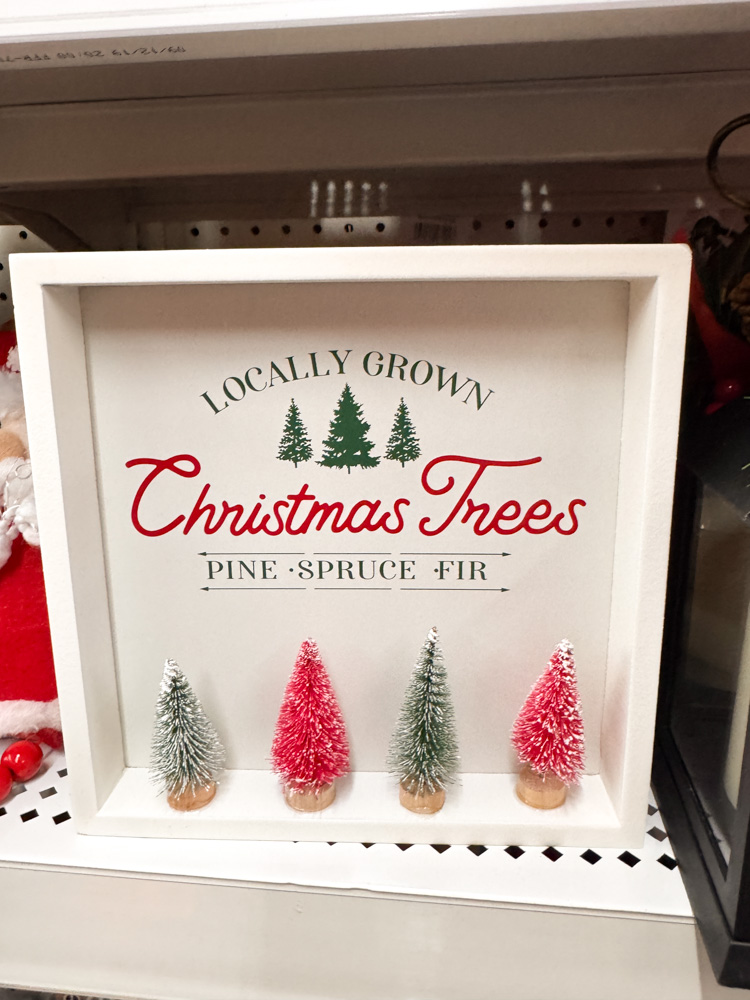 LOCALLY GROWN
Christmas Trees
PINE · SPRUCE · FIR